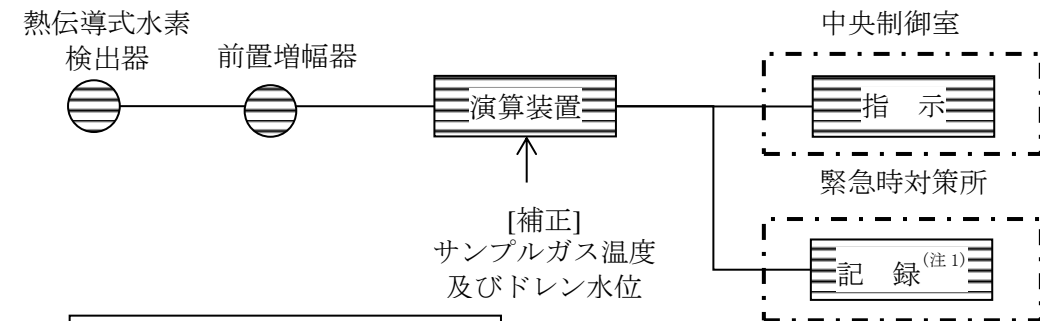 熱伝導式水素
検出器
前置増幅器
演算装置
[補正]
サンプルガス温度
及びドレン水位
中央制御室
指　示
緊急時対策所
記　録(注1)